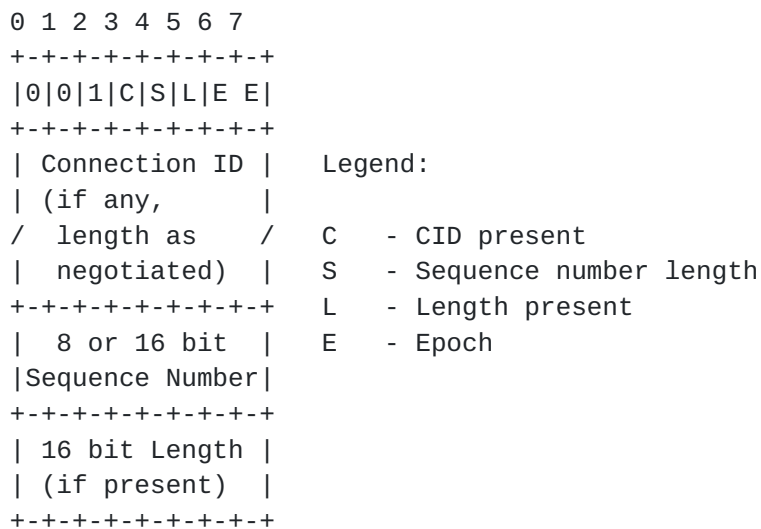 0 1 2 3 4 5 6 7
+-+-+-+-+-+-+-+-+
|0|0|1|C|S|L|E E|
+-+-+-+-+-+-+-+-+
| Connection ID |   Legend:
| (if any,      |
/  length as    /   C   - CID present
|  negotiated)  |   S   - Sequence number length
+-+-+-+-+-+-+-+-+   L   - Length present
|  8 or 16 bit  |   E   - Epoch
|Sequence Number|
+-+-+-+-+-+-+-+-+
| 16 bit Length |
| (if present)  |
+-+-+-+-+-+-+-+-+